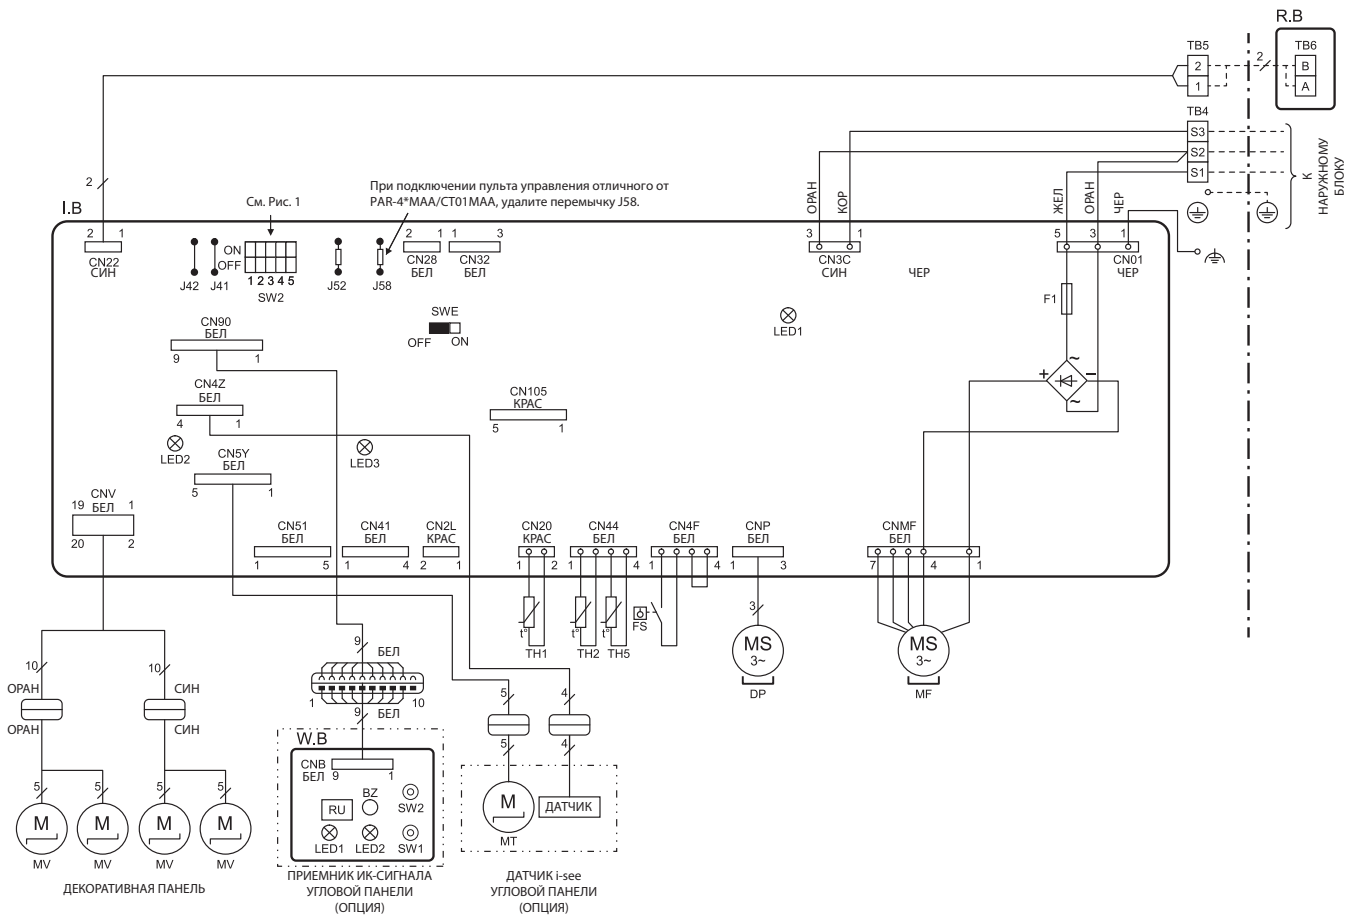 R.B
TB5
TB6
2
2
B
1
A
TB4
S3
S2
S1
К
НАРУЖНОМУ
БЛОКУ
2
При подключении пульта управления отличного от
PAR-4*MAA/CT01MAA, удалите перемычку J58.
См. Рис. 1
I.B
ОРАН
КОР
ЖЕЛ
ОРАН
ЧЕР
2 1
CN22
СИН
J42 J41
ON
OFF
1 2 3 4 5
SW2
J52
J58
2 1
CN28
БЕЛ
1 3
CN32
БЕЛ
3 1
CN3C
СИН
ЧЕР
5 3 1
CN01
ЧЕР
F1
SWE
OFF ON
LED1
CN90
БЕЛ
9 1
CN4Z
БЕЛ
4 1
LED2
LED3
CN105
КРАС
5 1
+ ~ −
~
CN5Y
БЕЛ
5 1
CNV
19 БЕЛ 1
20 2
CN51
БЕЛ
1 5
CN41
БЕЛ
1 4
CN2L
КРАС
2 1
CN20
КРАС
1 2
CN44
БЕЛ
1 4
CN4F
БЕЛ
1 4
CNP
БЕЛ
1 3
CNMF
БЕЛ
7 4 1
t° t° t°
TH1 TH2 TH5
FS
3
MS
3~
DP
MS
3~
MF
10 10
ОРАН СИН
ОРАН СИН
5 5 5 5
M M M M
MV MV MV MV
ДЕКОРАТИВНАЯ ПАНЕЛЬ
9 БЕЛ
1 10
9 БЕЛ
W.B
CNB
БЕЛ 9 1
RU BZ SW2
LED1 LED2 SW1
ПРИЕМНИК ИК-СИГНАЛА
УГЛОВОЙ ПАНЕЛИ
(ОПЦИЯ)
5 4
5 4
M
ДАТЧИК
MT
ДАТЧИК i-see
УГЛОВОЙ ПАНЕЛИ
(ОПЦИЯ)